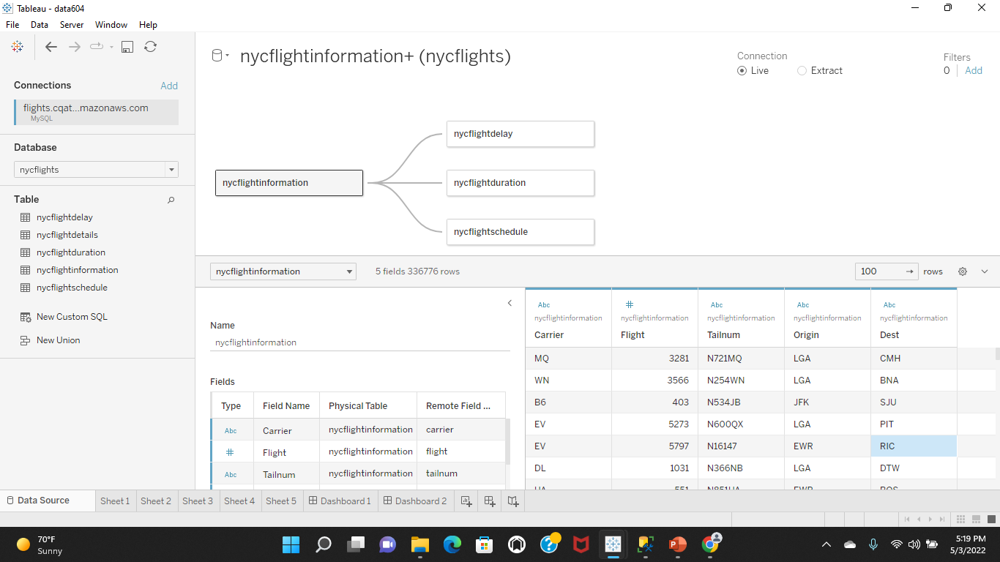 Tableau - data604
File Data Server Window Help
Connections Add
flights.cqat...mazonaws.com
MySQL
Database
nycflights
Table
nycflightdelay
nycflightdetails
nycflightduration
nycflightinformation
nycflightschedule
New Custom SQL
New Union
nycflightinformation+ (nycflights)
Connection
Live Extract
Filters
0 Add
nycflightdelay
nycflightinformation
nycflightduration
nycflightschedule
nycflightinformation 5 fields 336776 rows 100 rows
Name
nycflightinformation
Fields
Type Field Name Physical Table Remote Field ...
Abc Carrier nycflightinformation carrier
# Flight nycflightinformation flight
Abc Tailnum nycflightinformation tailnum
Abc # Abc Abc Abc
nycflightinformation nycflightinformation nycflightinformation nycflightinformation nycflightinformation
Carrier Flight Tailnum Origin Dest
MQ 3281 N721MQ LGA CMH
WN 3566 N254WN LGA BNA
B6 403 N534JB JFK SJU
EV 5273 N600QX LGA PIT
EV 5797 N16147 EWR RIC
DL 1031 N366NB LGA DTW
Data Source Sheet 1 Sheet 2 Sheet 3 Sheet 4 Sheet 5 Dashboard 1 Dashboard 2
70°F
Sunny
5:19 PM
5/3/2022